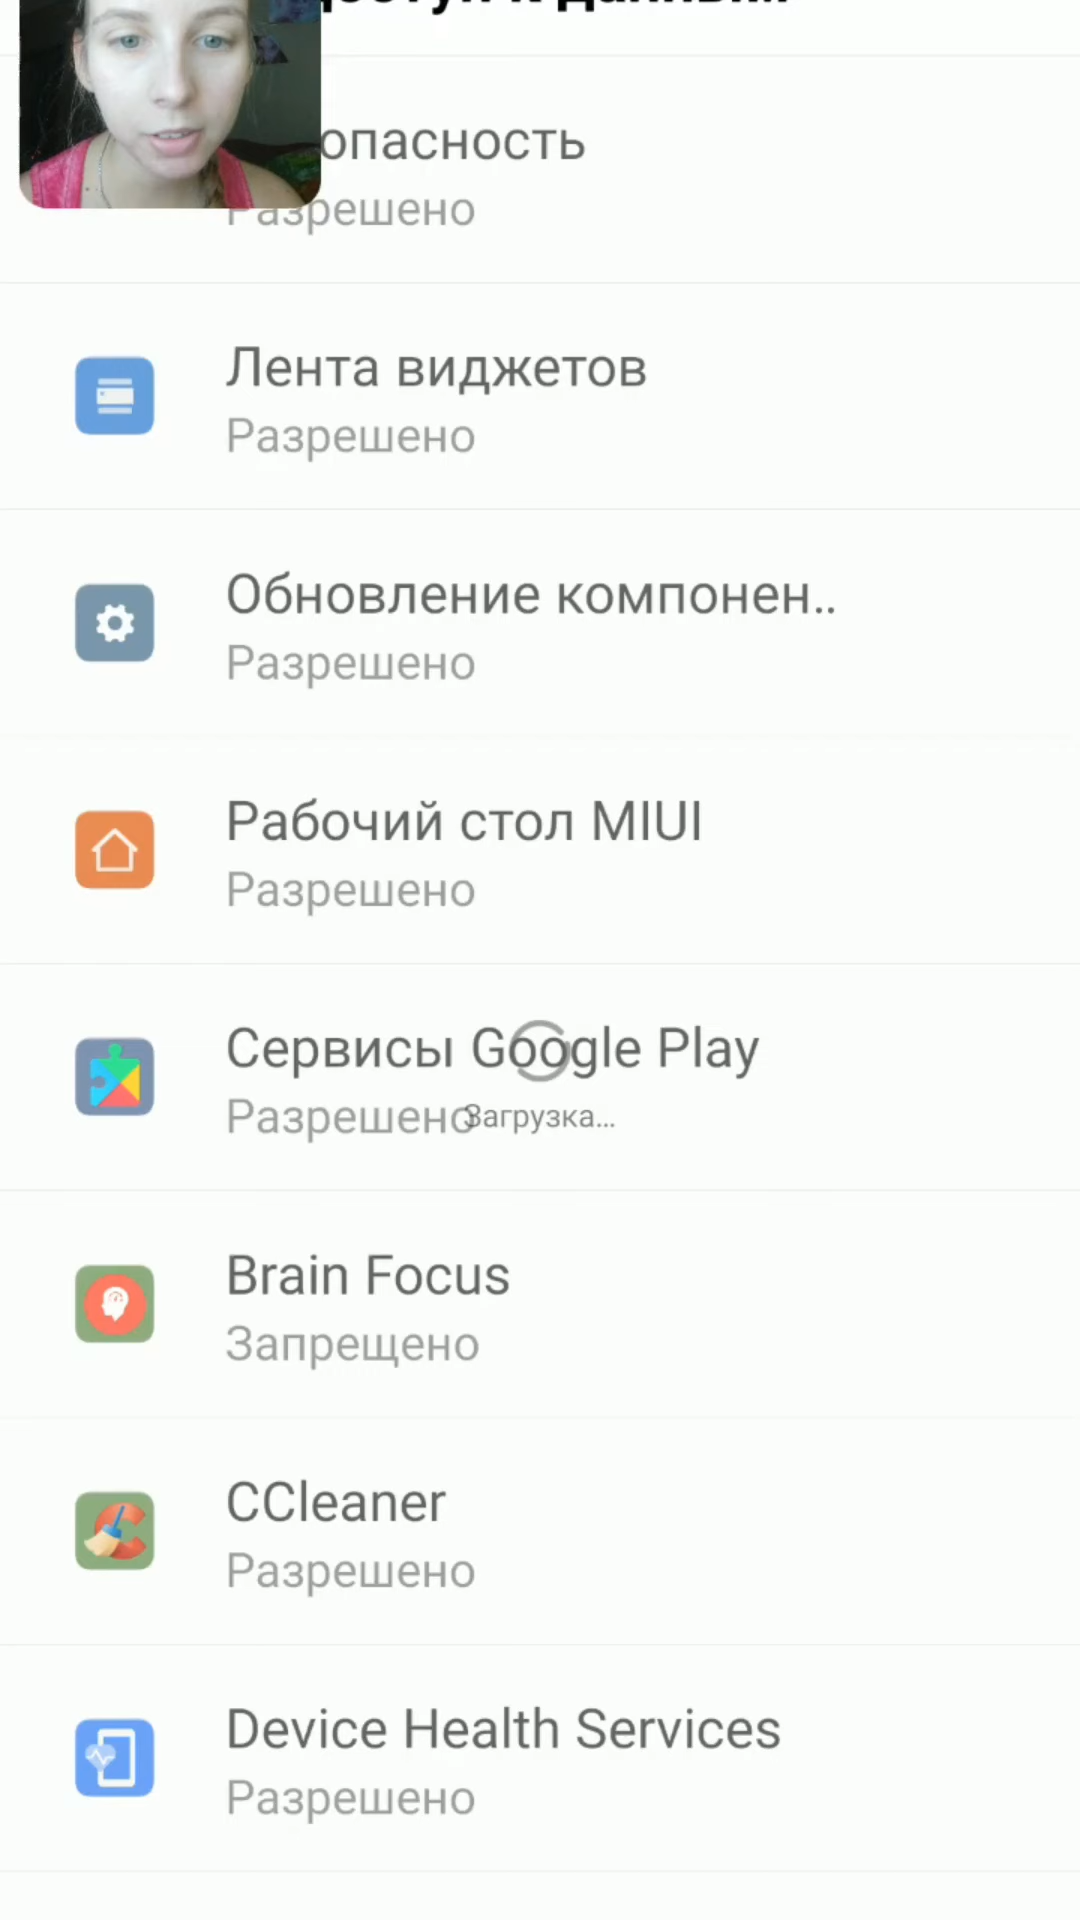 опасность
Разрешено
Лента виджетов
Разрешено
Обновление компонен..
Разрешено
Рабочий стол MIUI
Разрешено
Сервисы Google Play
Разрешено
Загрузка...
Brain Focus
Запрещено
CCleaner
Разрешено
Device Health Services
Разрешено